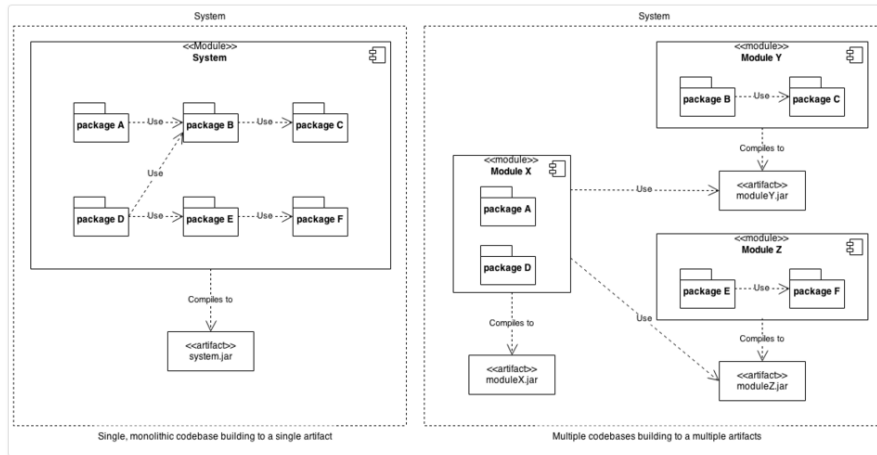 System
<<Module>>
System
package A
Use
package B
Use
package C
Use
package D
Use
package E
Use
package F
Compiles to
<<artifact>>
system.jar
Single, monolithic codebase building to a single artifact
System
<<module>>
Module Y
package B
Use
package C
Compiles to
<<artifact>>
moduleY.jar
<<module>>
Module X
package A
package D
Use
Use
Compiles to
<<artifact>>
moduleX.jar
<<module>>
Module Z
package E
Use
package F
Compiles to
<<artifact>>
moduleZ.jar
Multiple codebases building to a multiple artifacts